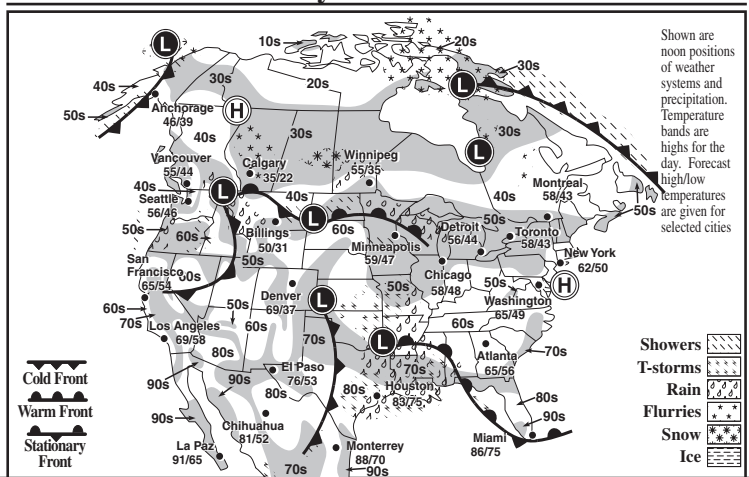 L
10s
20s
30s
Shown are
noon positions
of weather
systems and
precipitation.
Temperature
bands are
highs for the
day. Forecast
high/low
temperatures
are given for
selected cities
40s
30s
20s
L
50s
Anchorage
46/39
H
40s
30s
30s
L
Vancouver
55/44
Calgary
35/22
Winnipeg
55/35
40s
Seattle
56/46
L
40s
L
40s
Montreal
58/43
50s
50s
60s
Billings
50/31
60s
Minneapolis
59/47
Detroit
56/44
50s
Toronto
58/43
San
Francisco
65/54
60s
50s
Denver
69/37
L
50s
Chicago
58/48
50s
Washington
65/49
New York
62/50
H
60s
70s
Los Angeles
69/58
50s
60s
70s
L
60s
Atlanta
65/56
70s
80s
90s
90s
El Paso
76/53
80s
80s
70s
Houston
83/75
80s
90s
90s
Chihuahua
81/52
La Paz
91/65
70s
Monterrey
88/70
90s
Miami
86/75
Cold Front
Warm Front
Stationary
Front
Showers
T-storms
Rain
Flurries
Snow
Ice